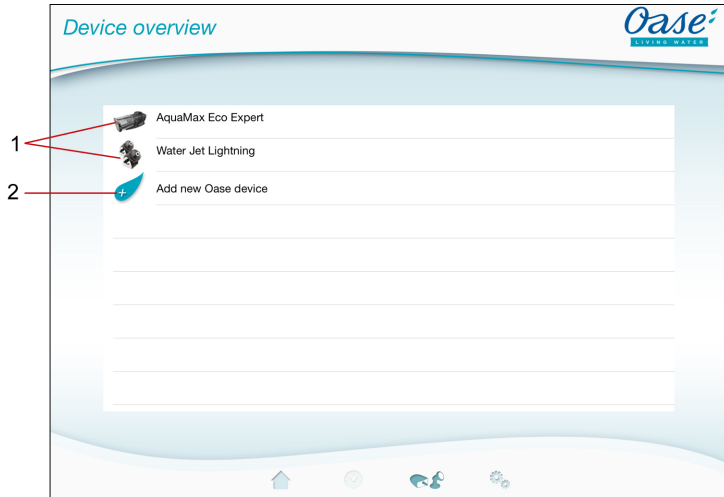 Device overview
Oase
LIVING WATER
1
AquaMax Eco Expert
Water Jet Lightning
2
Add new Oase device